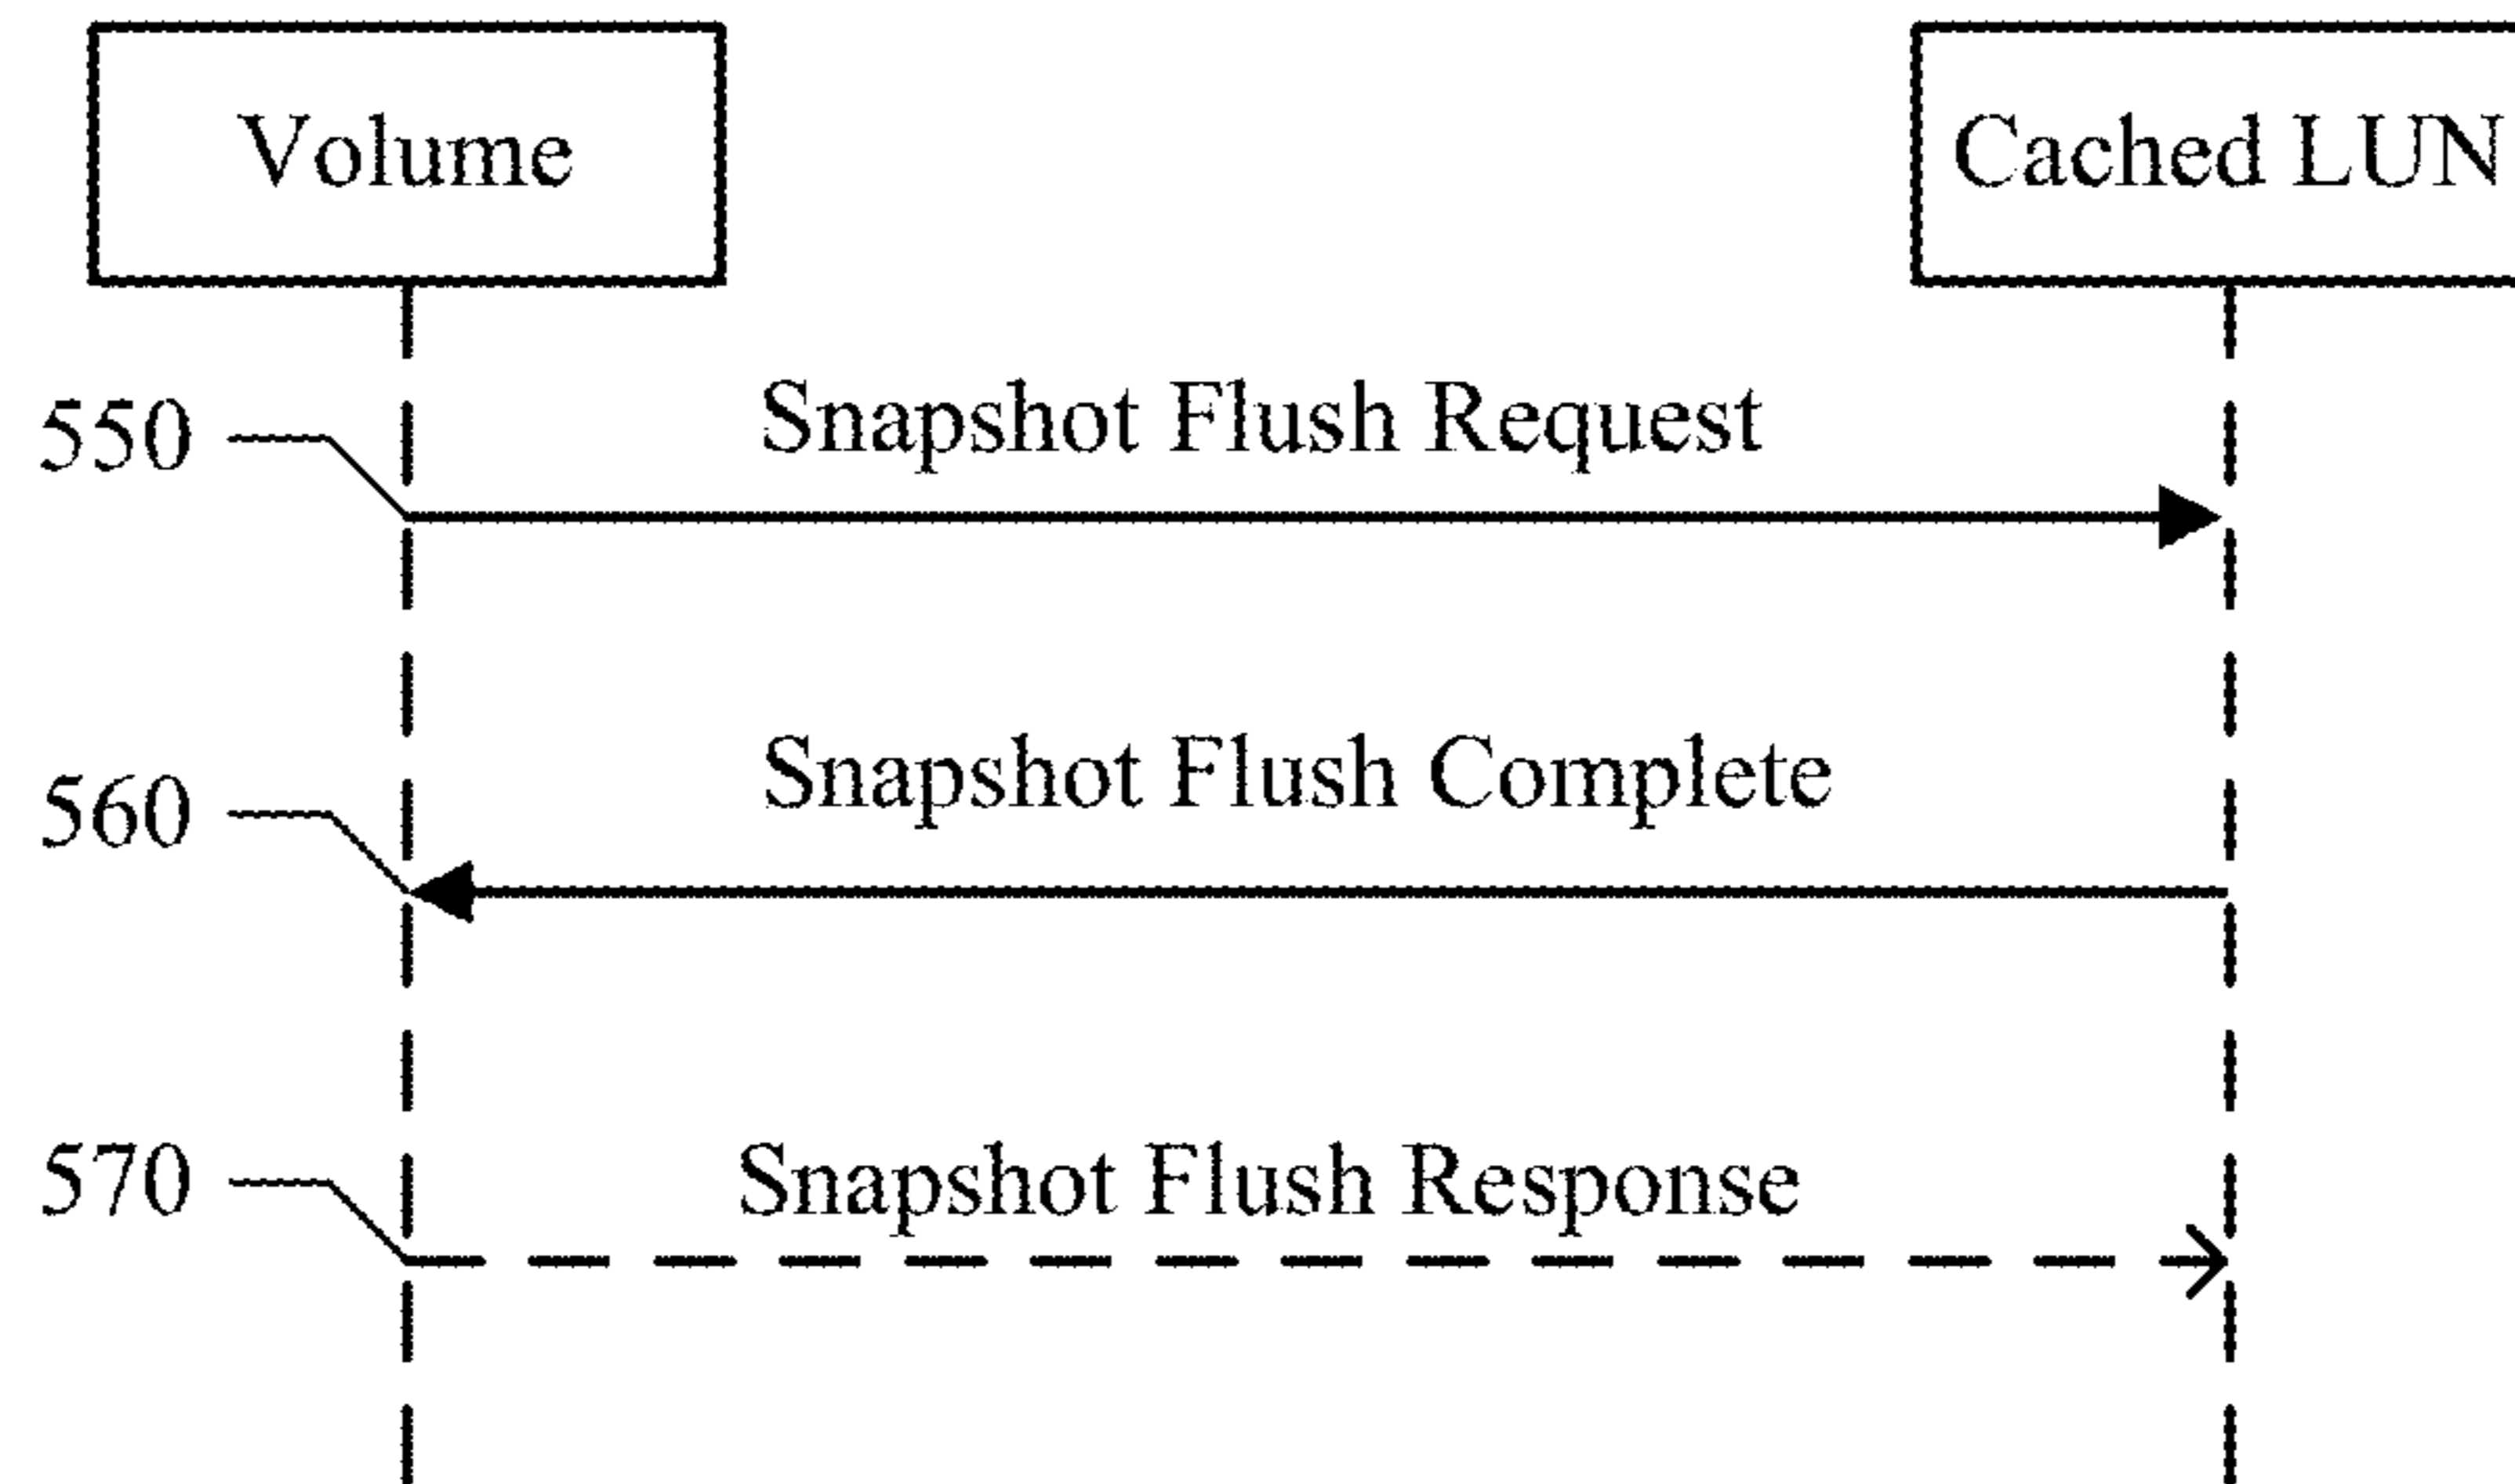 Volume
Cached LUN
550
Snapshot Flush Request
560
Snapshot Flush Complete
570
Snapshot Flush Response